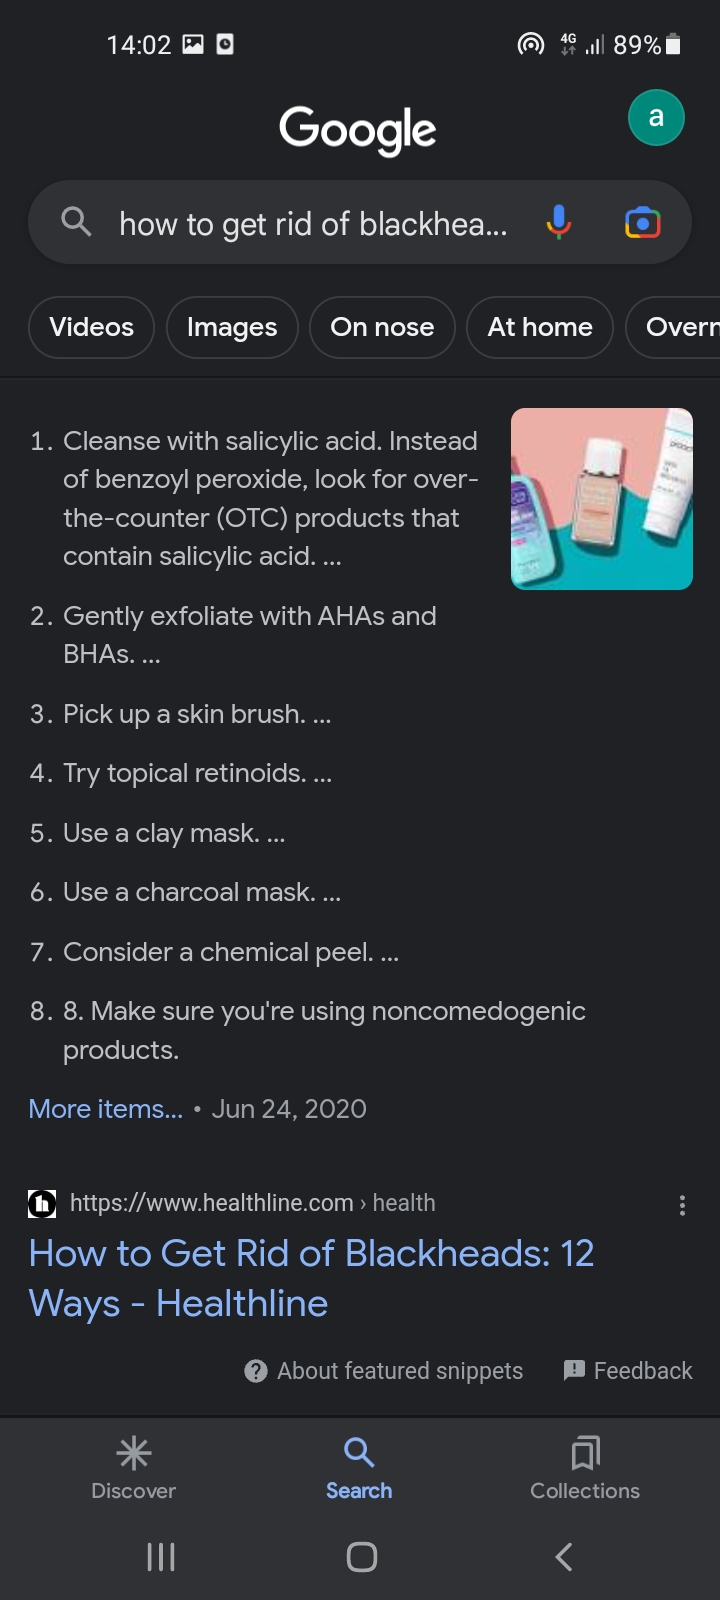 14:02 4G 89%
Google a
how to get rid of blackhea...
Videos Images On nose At home Overn
1. Cleanse with salicylic acid. Instead
of benzoyl peroxide, look for over-
the-counter (OTC) products that
contain salicylic acid. ...
2. Gently exfoliate with AHAs and
BHAs. ...
3. Pick up a skin brush. ...
4. Try topical retinoids. ...
5. Use a clay mask. ...
6. Use a charcoal mask. ...
7. Consider a chemical peel. ...
8. 8. Make sure you're using noncomedogenic
products.
More items... • Jun 24, 2020
h https://www.healthline.com › health
How to Get Rid of Blackheads: 12
Ways - Healthline
About featured snippets Feedback
Discover Search Collections